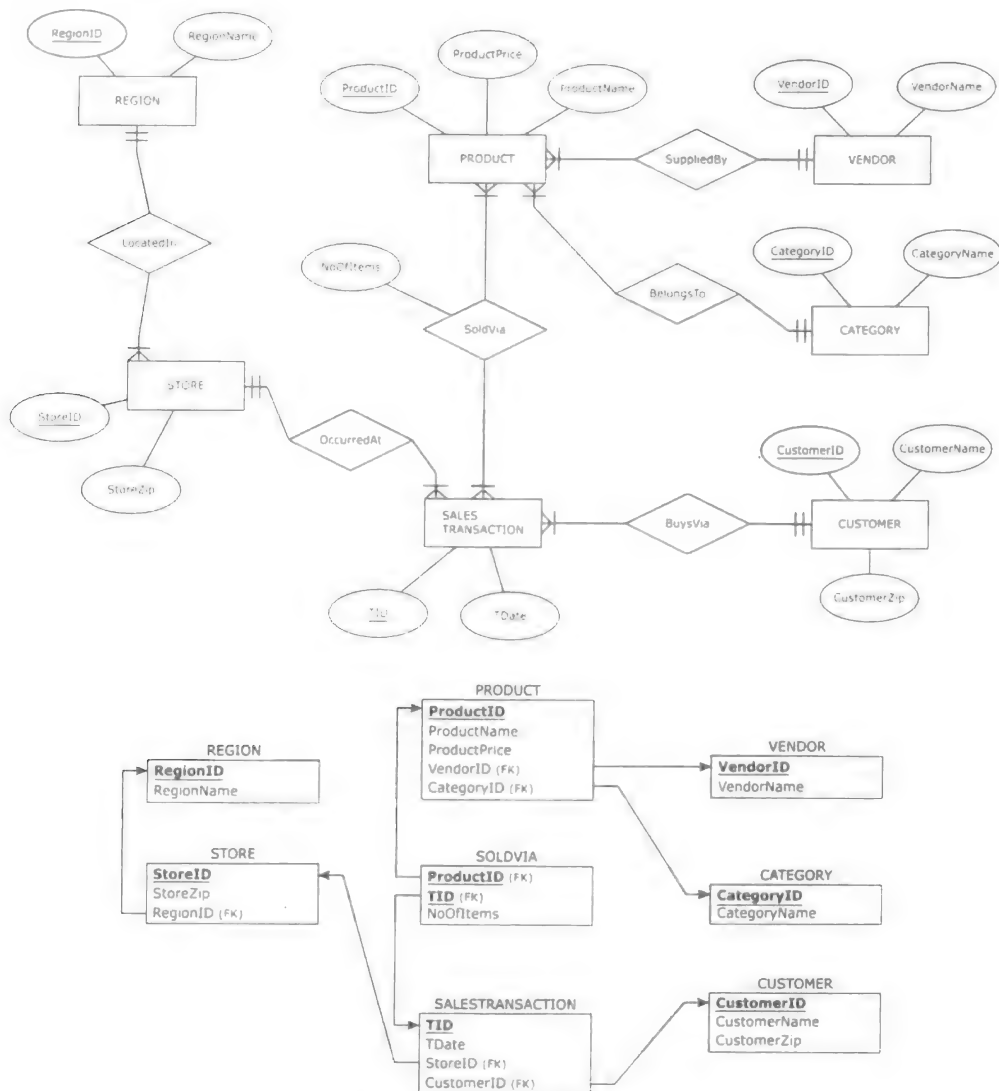 RegionID
RegionName
REGION
LocatedIn
STORE
StoreID
StoreZip
ProductPrice
ProductID
ProductName
PRODUCT
SuppliedBy
VendorID
VendorName
VENDOR
NoOfItems
SoldVia
BelongsTo
CategoryID
CategoryName
CATEGORY
OccurredAt
SALES
TRANSACTION
TID
TDate
BuysVia
CustomerID
CustomerName
CUSTOMER
CustomerZip
REGION
RegionID
RegionName
STORE
StoreID
StoreZip
RegionID (FK)
PRODUCT
ProductID
ProductName
ProductPrice
VendorID (FK)
CategoryID (FK)
SOLDVIA
ProductID (FK)
TID (FK)
NoOfItems
SALESTRANSACTION
TID
TDate
StoreID (FK)
CustomerID (FK)
VENDOR
VendorID
VendorName
CATEGORY
CategoryID
CategoryName
CUSTOMER
CustomerID
CustomerName
CustomerZip